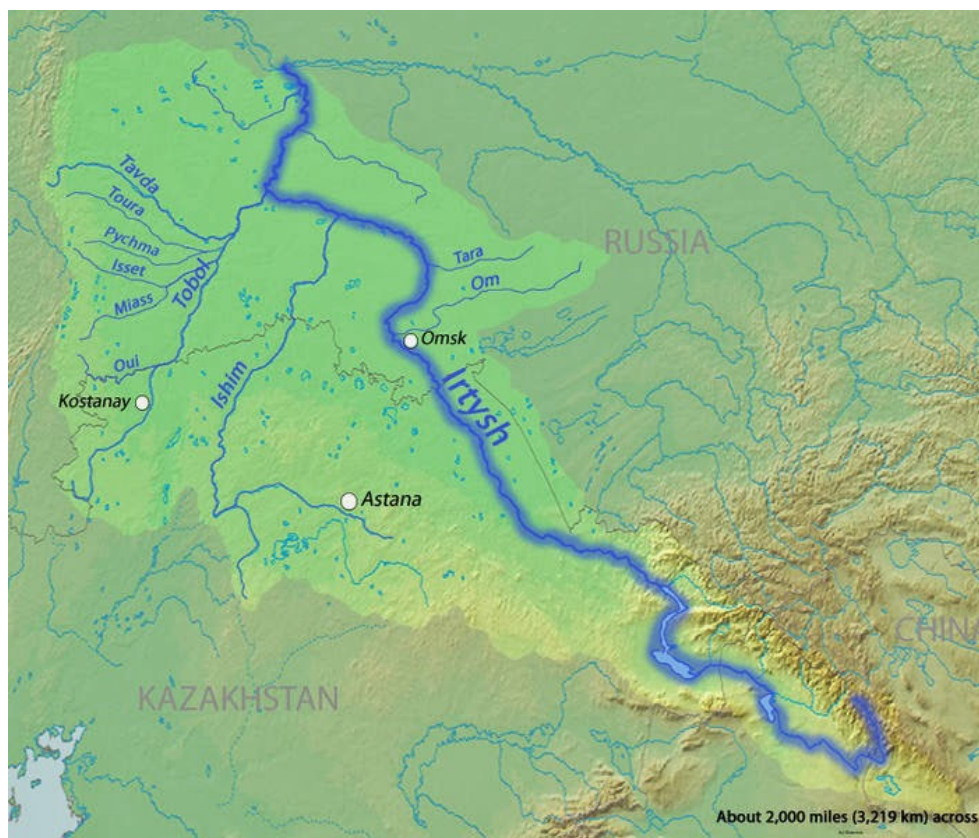 Tavda
Toura
Pychma
Isset
Miass
Tobol
Oui
Kostanay
Ishim
Astana
RUSSIA
Tara
Om
Omsk
Irtysh
CHIN
KAZAKHSTAN
About 2,000 miles (3,219 km) across